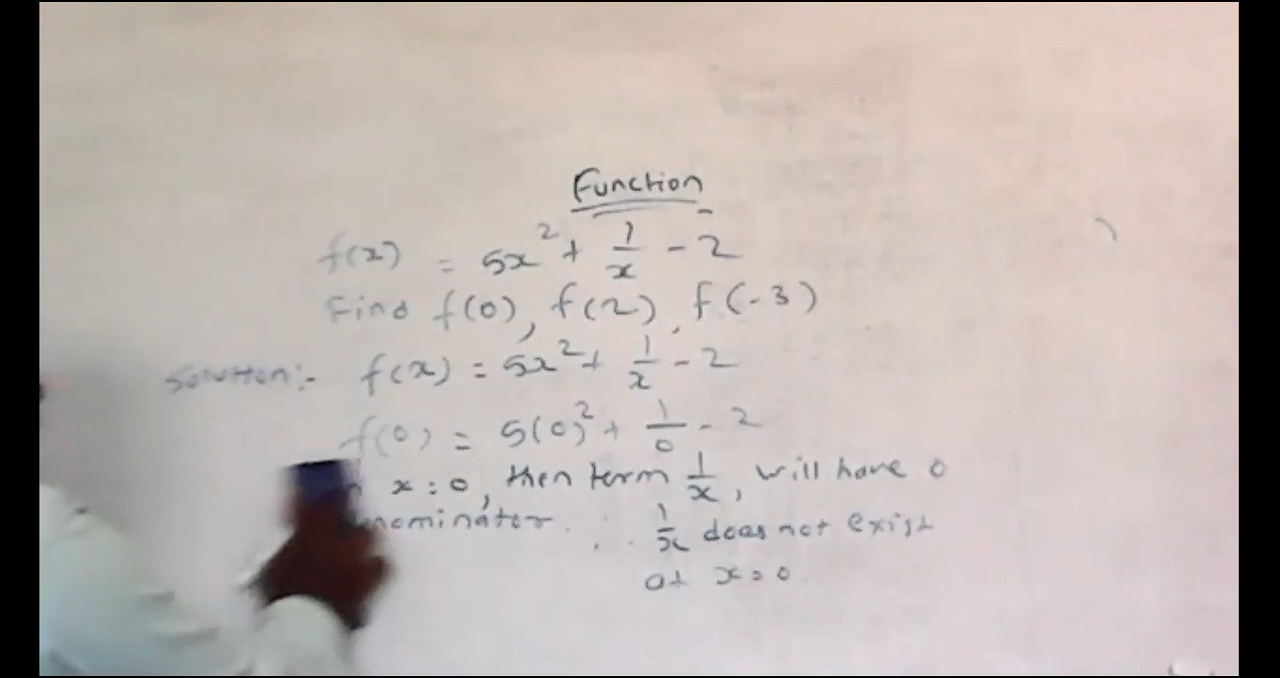 Function
f(x) = 5x² + 1/x - 2
Find f(0), f(2), f(-3)
Solution:- f(x) = 5x² + 1/x - 2
f(0) = 5(0)² + 1/0 - 2
x = 0, then term 1/x, will have 0
nominator. ∴ 1/x does not exist
at x = 0